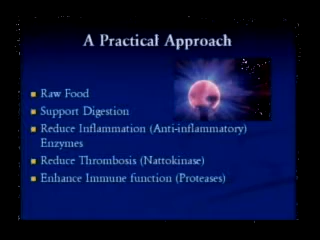 A Practical Approach
Raw Food
Support Digestion
Reduce Inflammation (Anti-inflammatory)
Enzymes
Reduce Thrombosis (Nattokinase)
Enhance Immune function (Proteases)